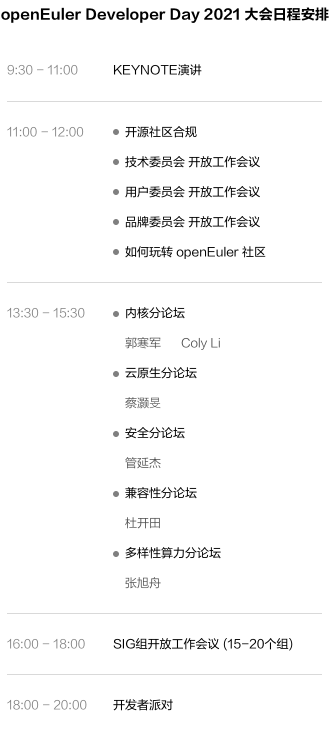 openEuler Developer Day 2021 大会日程安排
9:30 – 11:00 KEYNOTE演讲
11:00 – 12:00 ● 开源社区合规
● 技术委员会 开放工作会议
● 用户委员会 开放工作会议
● 品牌委员会 开放工作会议
● 如何玩转 openEuler 社区
13:30 – 15:30 ● 内核分论坛
郭寒军 Coly Li
● 云原生分论坛
蔡灏旻
● 安全分论坛
管延杰
● 兼容性分论坛
杜开田
● 多样性算力分论坛
张旭舟
16:00 – 18:00 SIG组开放工作会议 (15–20个组)
18:00 – 20:00 开发者派对